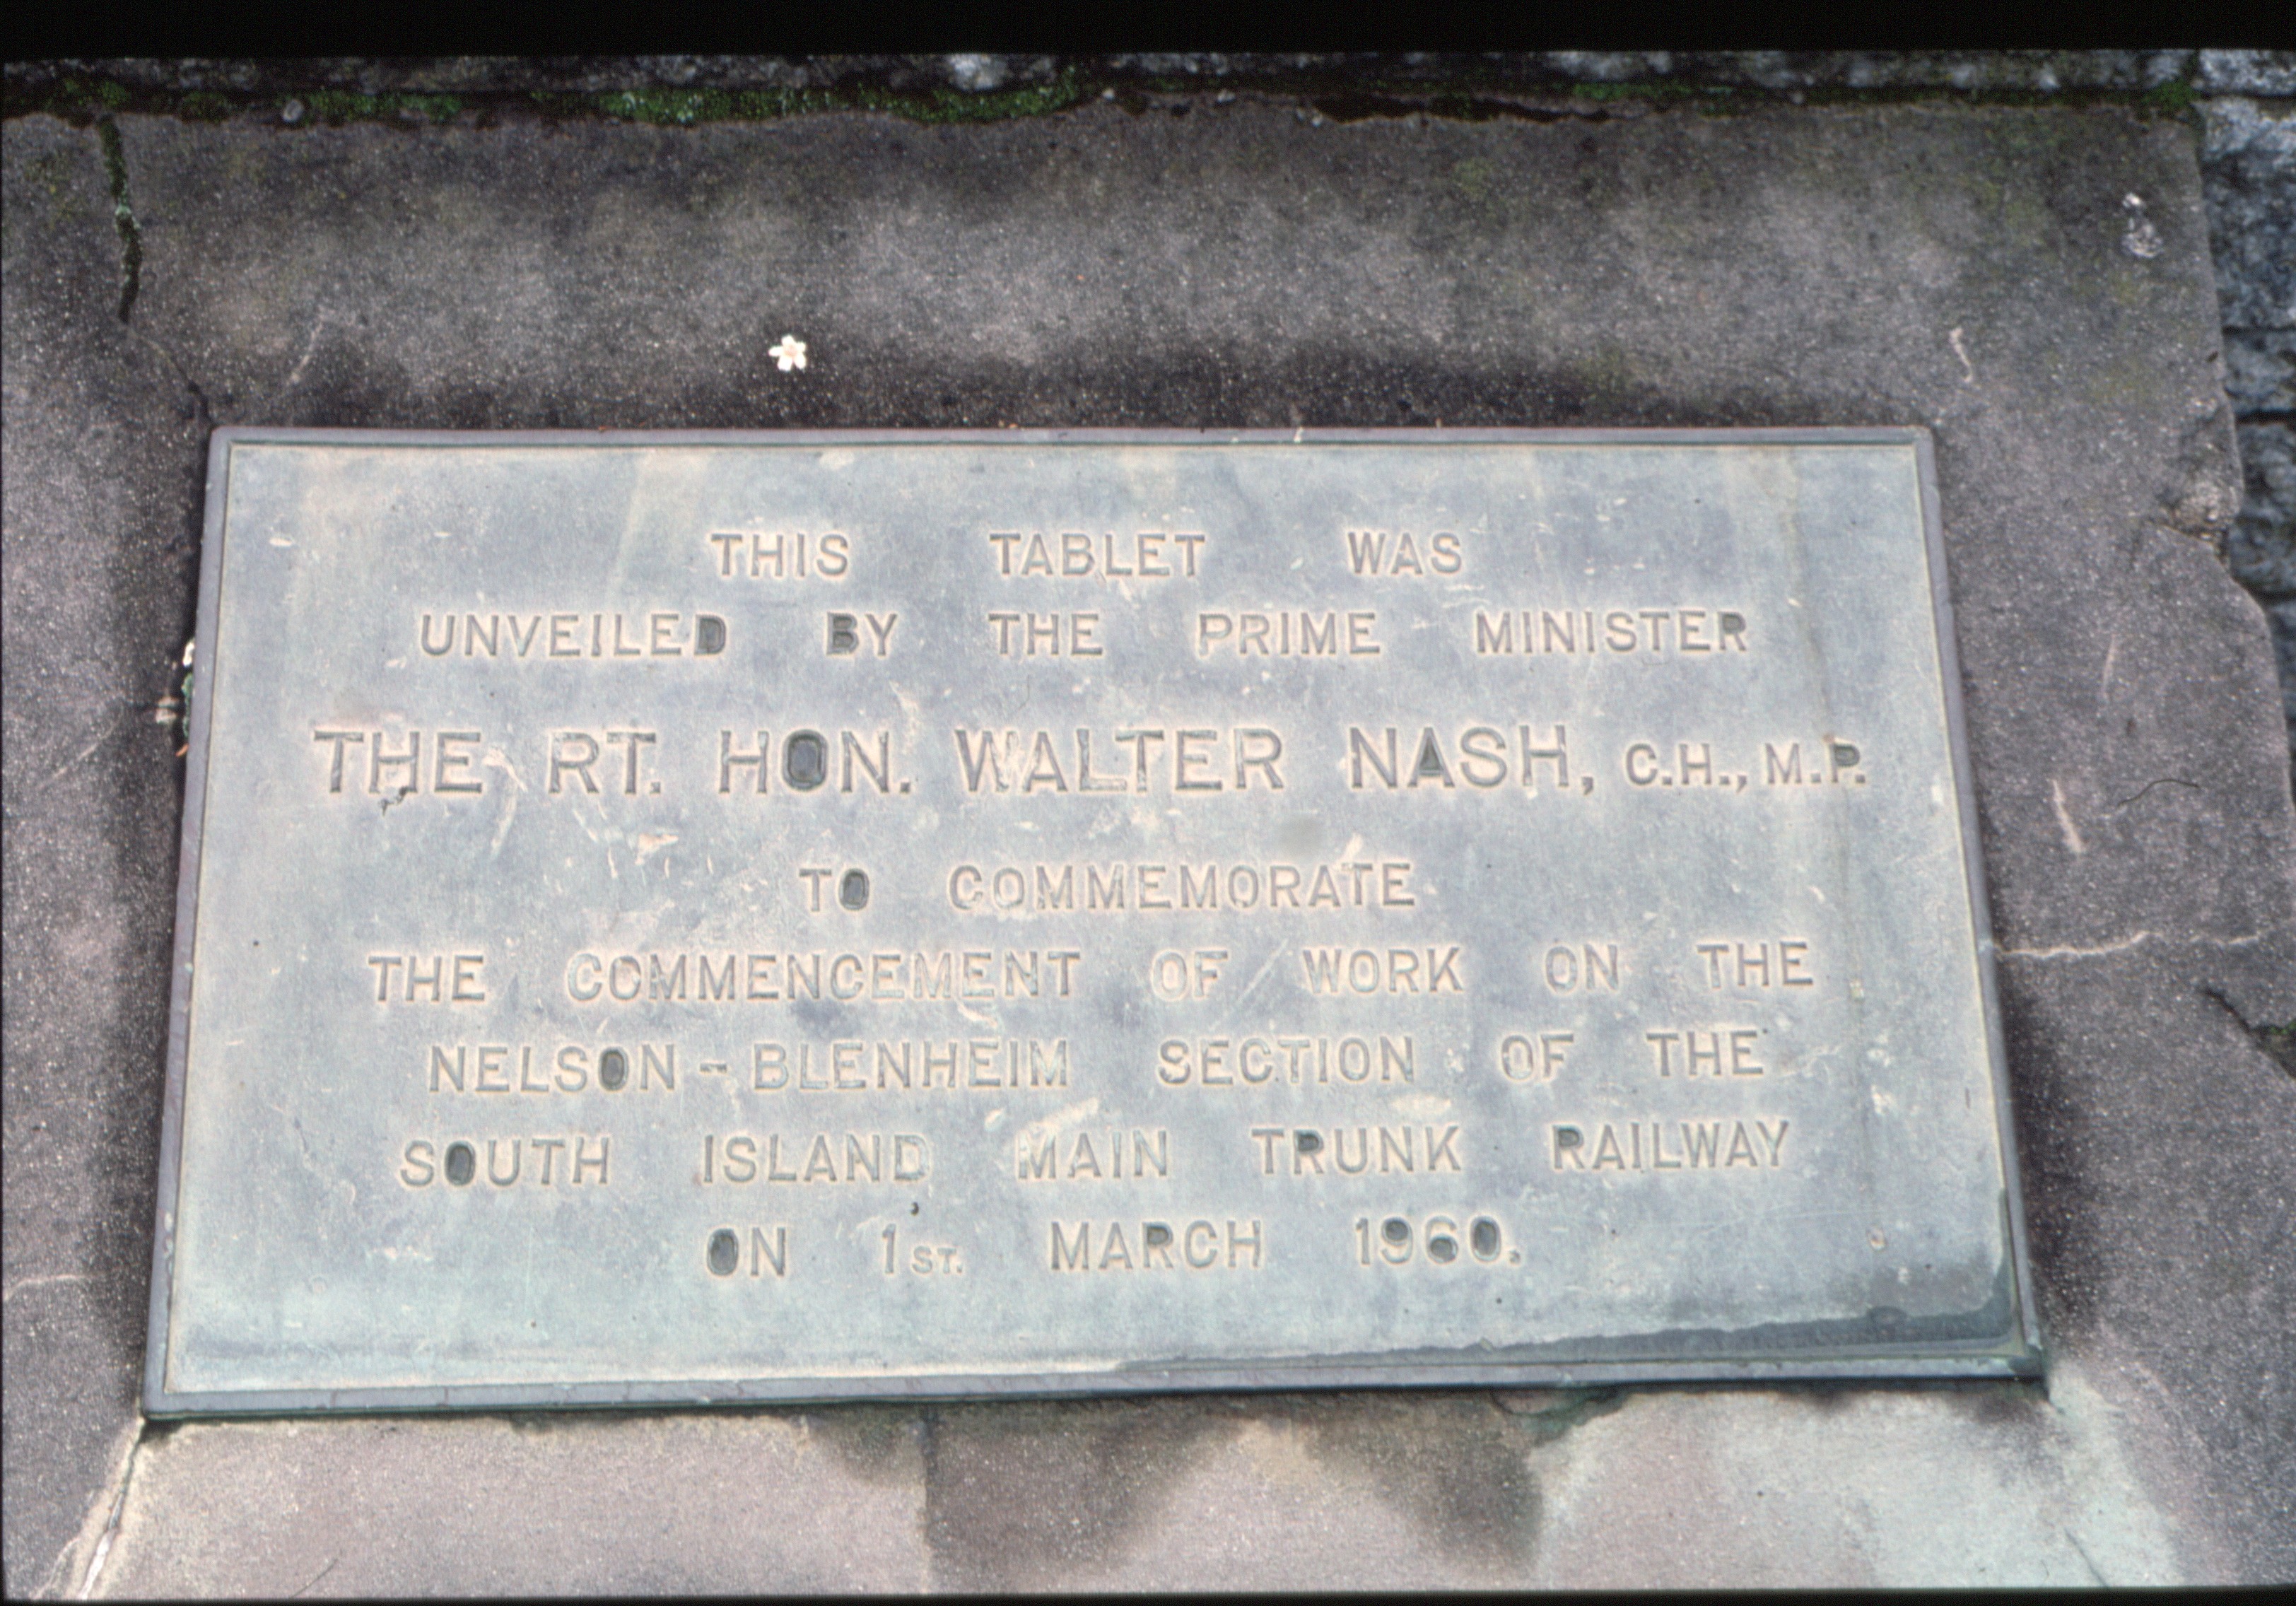 THIS TABLET WAS
UNVEILED BY THE PRIME MINISTER
THE RT. HON. WALTER NASH, C.H., M.P.
TO COMMEMORATE
THE COMMENCEMENT OF WORK ON THE
NELSON - BLENHEIM SECTION OF THE
SOUTH ISLAND MAIN TRUNK RAILWAY
ON 1ST. MARCH 1960.